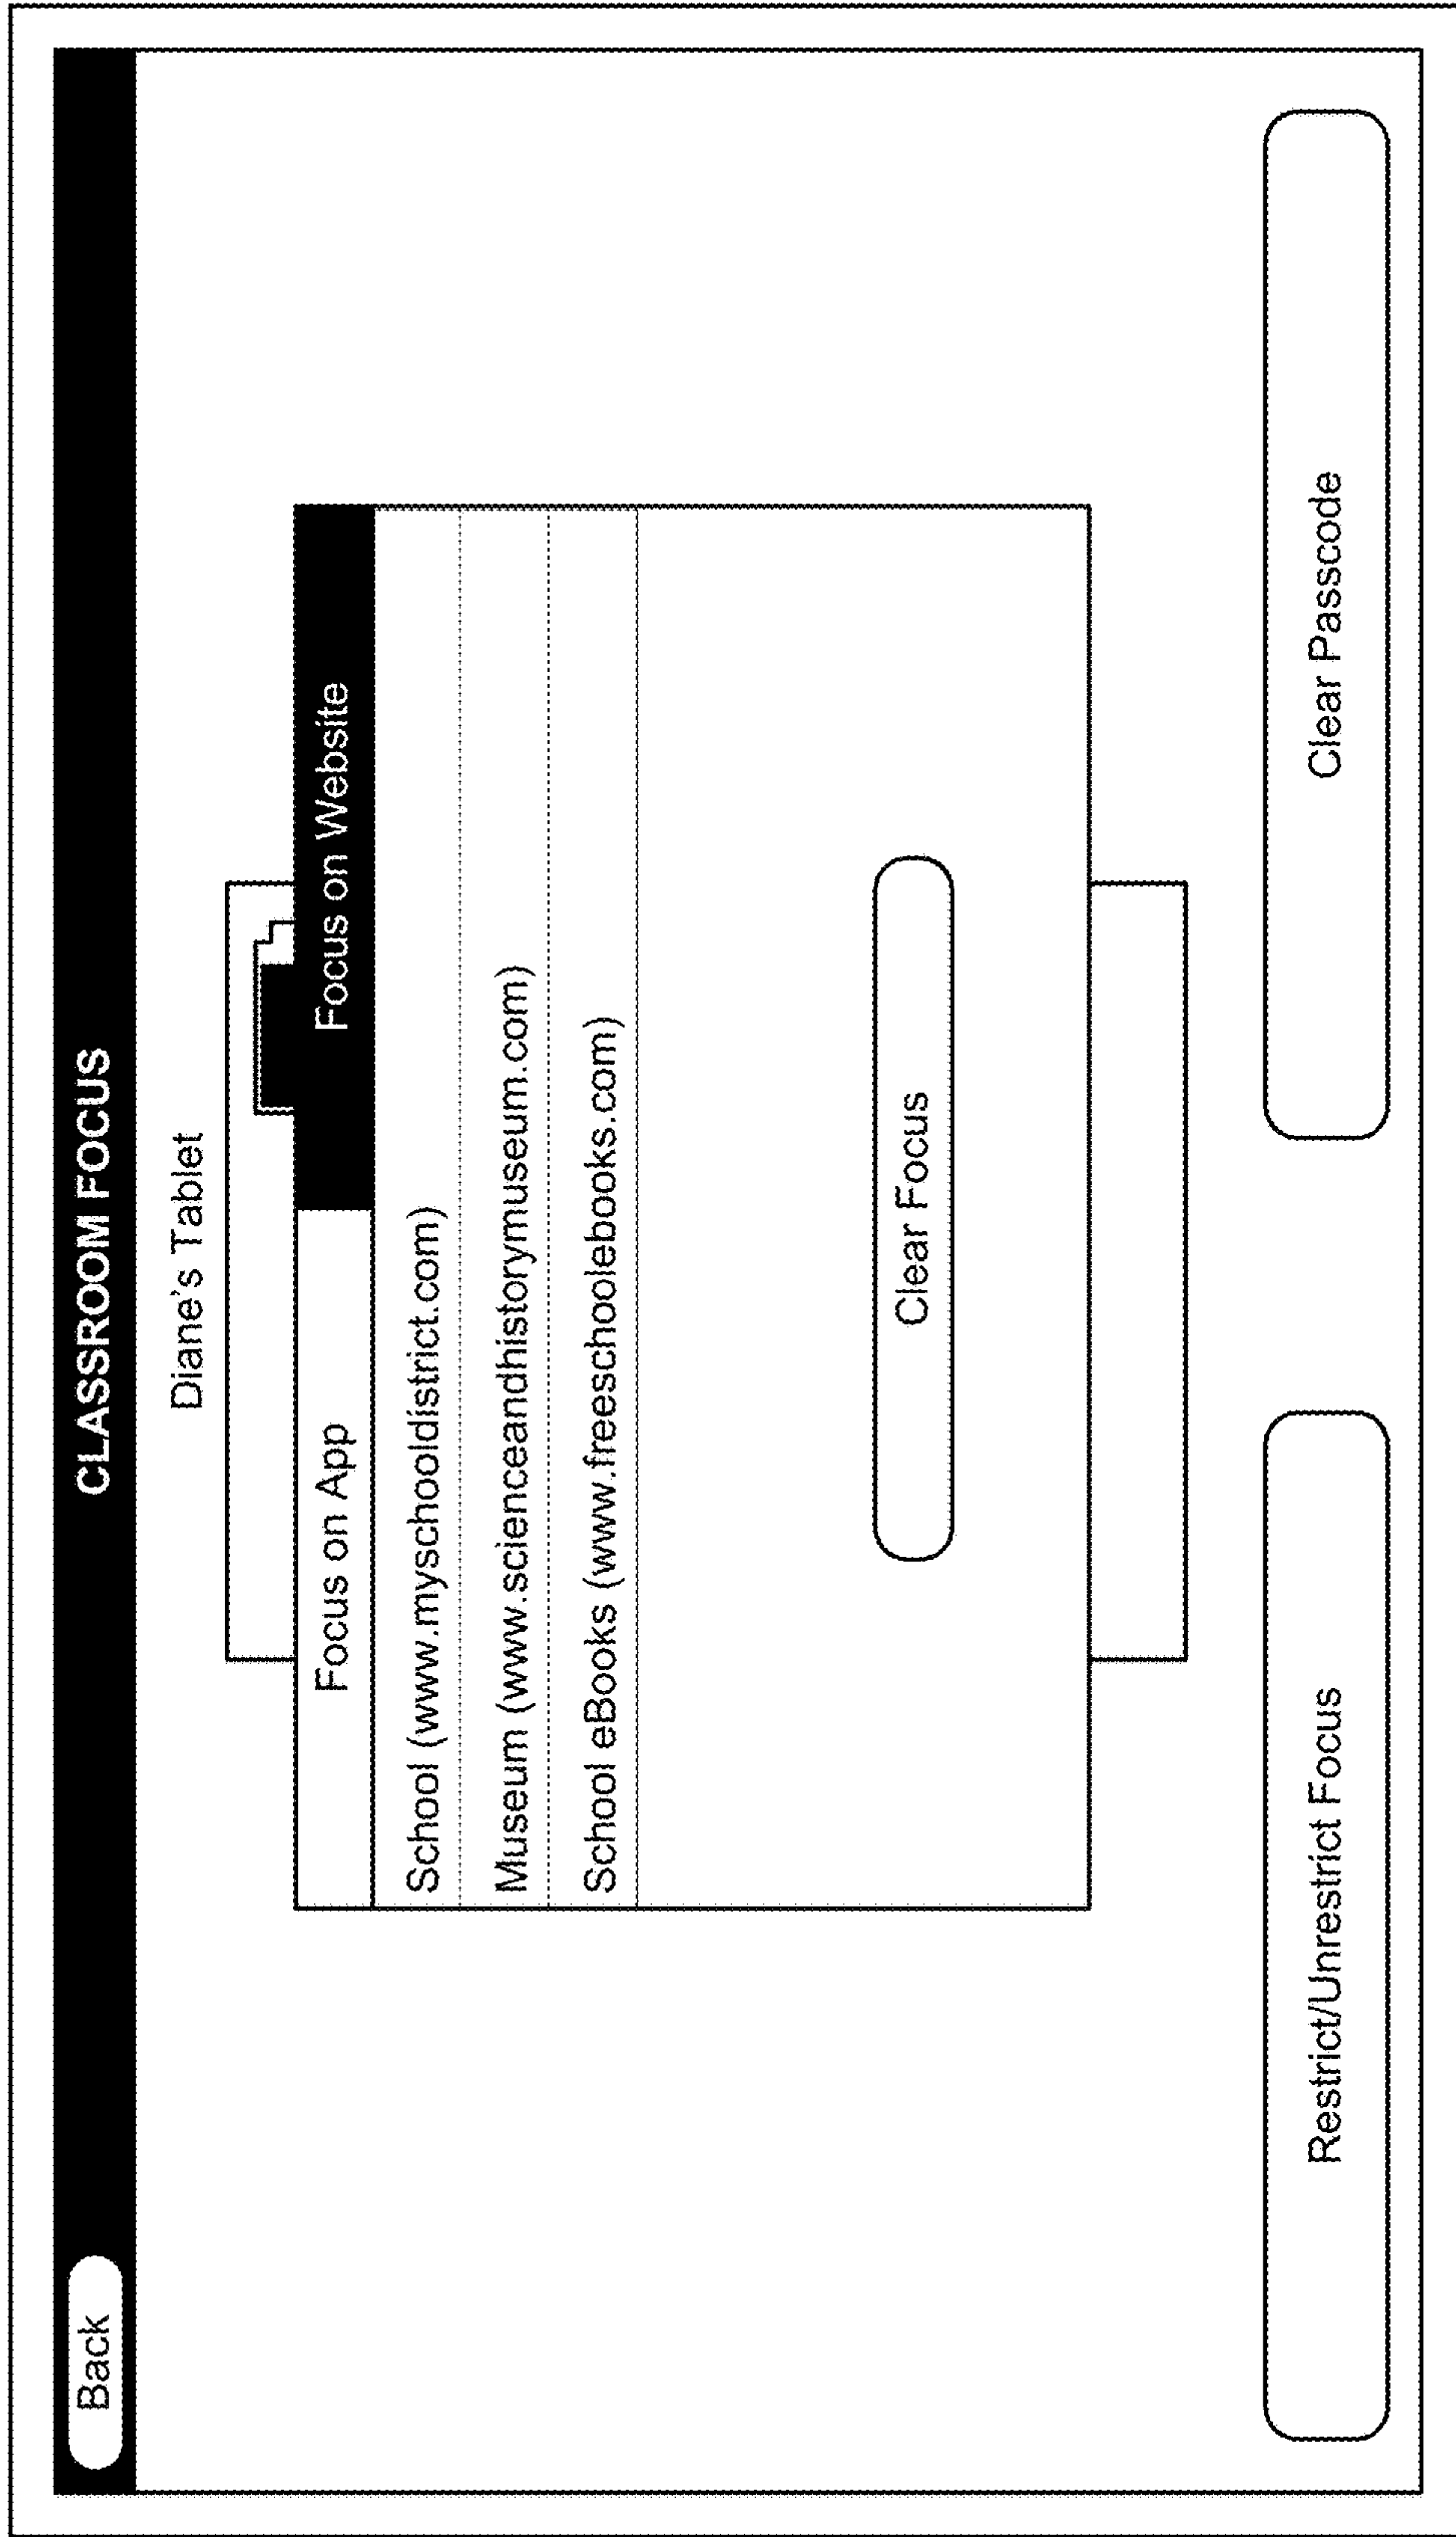 Back
CLASSROOM FOCUS
Diane's Tablet
Focus on App
Focus on Website
School (www.myschooldistrict.com)
Museum (www.scienceandhistorymuseum.com)
School eBooks (www.freeschoolebooks.com)
Clear Focus
Restrict/Unrestrict Focus
Clear Passcode